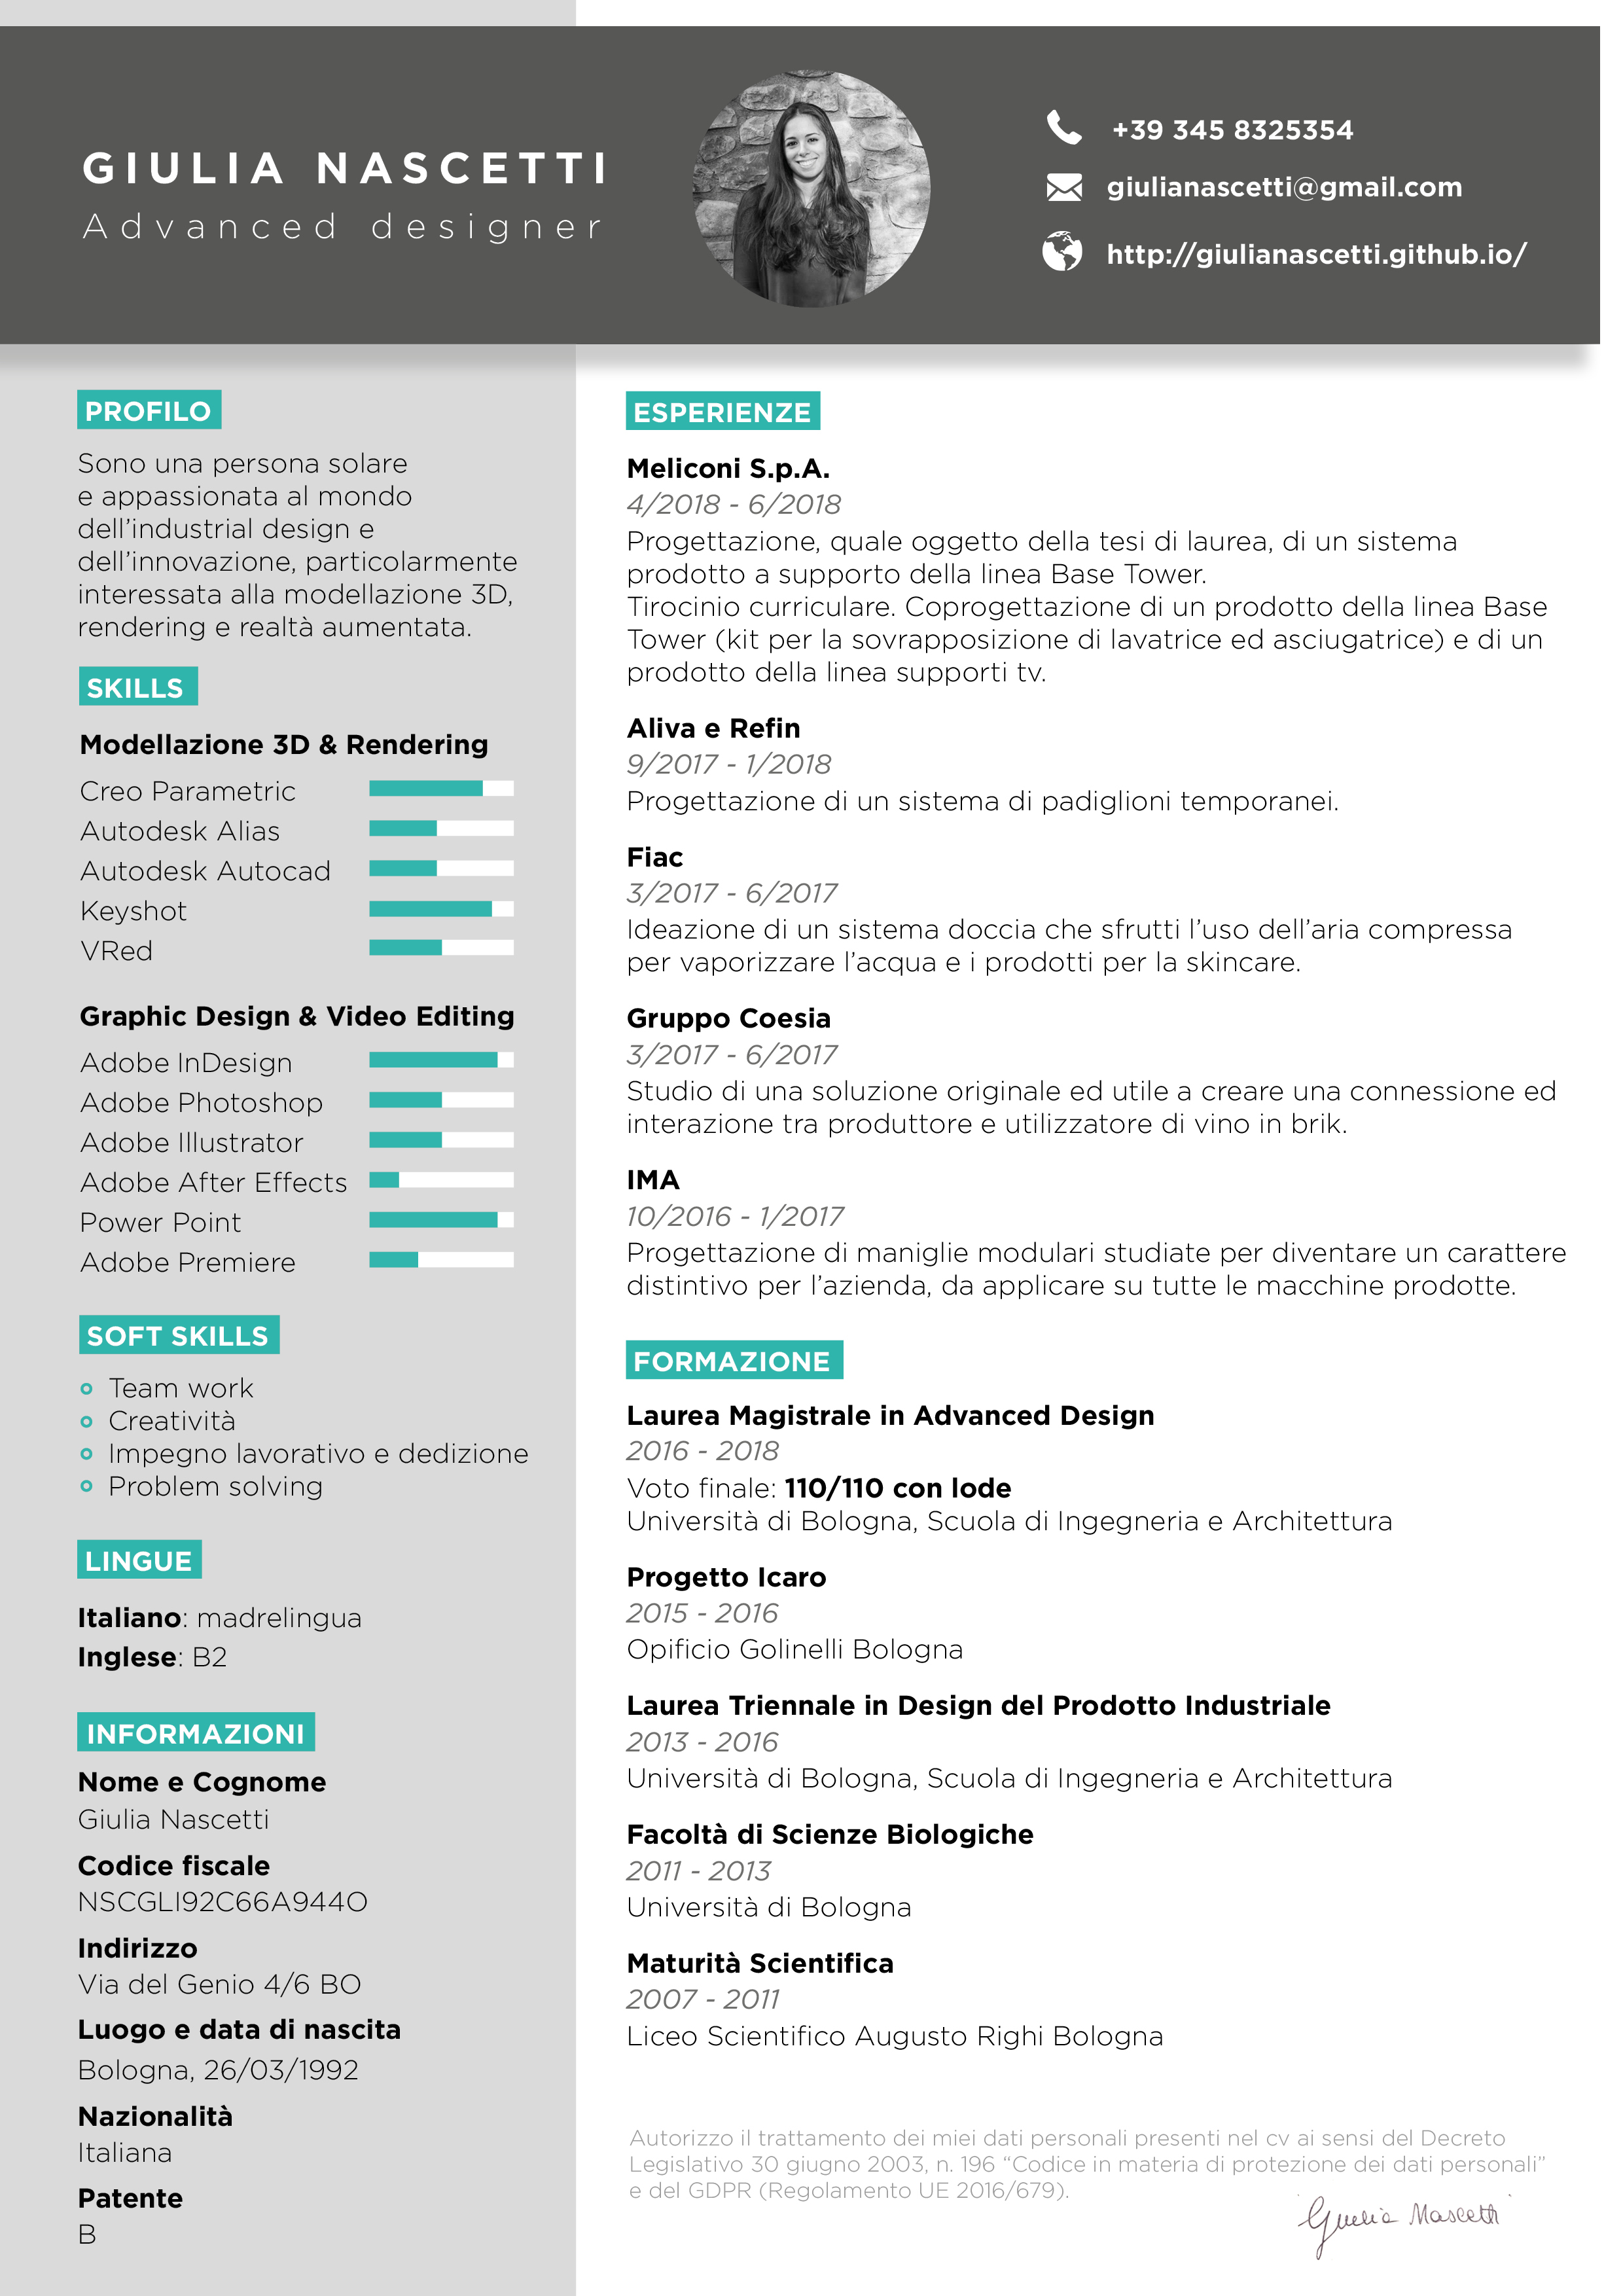 GIULIA NASCETTI
Advanced designer
+39 345 8325354
giulianascetti@gmail.com
http://giulianascetti.github.io/
PROFILO
Sono una persona solare
e appassionata al mondo
dell’industrial design e
dell’innovazione, particolarmente
interessata alla modellazione 3D,
rendering e realtà aumentata.
SKILLS
Modellazione 3D & Rendering
Creo Parametric
Autodesk Alias
Autodesk Autocad
Keyshot
VRed
Graphic Design & Video Editing
Adobe InDesign
Adobe Photoshop
Adobe Illustrator
Adobe After Effects
Power Point
Adobe Premiere
SOFT SKILLS
Team work
Creatività
Impegno lavorativo e dedizione
Problem solving
LINGUE
Italiano: madrelingua
Inglese: B2
INFORMAZIONI
Nome e Cognome
Giulia Nascetti
Codice fiscale
NSCGLI92C66A944O
Indirizzo
Via del Genio 4/6 BO
Luogo e data di nascita
Bologna, 26/03/1992
Nazionalità
Italiana
Patente
B
ESPERIENZE
Meliconi S.p.A.
4/2018 - 6/2018
Progettazione, quale oggetto della tesi di laurea, di un sistema
prodotto a supporto della linea Base Tower.
Tirocinio curriculare. Coprogettazione di un prodotto della linea Base
Tower (kit per la sovrapposizione di lavatrice ed asciugatrice) e di un
prodotto della linea supporti tv.
Aliva e Refin
9/2017 - 1/2018
Progettazione di un sistema di padiglioni temporanei.
Fiac
3/2017 - 6/2017
Ideazione di un sistema doccia che sfrutti l’uso dell’aria compressa
per vaporizzare l’acqua e i prodotti per la skincare.
Gruppo Coesia
3/2017 - 6/2017
Studio di una soluzione originale ed utile a creare una connessione ed
interazione tra produttore e utilizzatore di vino in brik.
IMA
10/2016 - 1/2017
Progettazione di maniglie modulari studiate per diventare un carattere
distintivo per l’azienda, da applicare su tutte le macchine prodotte.
FORMAZIONE
Laurea Magistrale in Advanced Design
2016 - 2018
Voto finale: 110/110 con lode
Università di Bologna, Scuola di Ingegneria e Architettura
Progetto Icaro
2015 - 2016
Opificio Golinelli Bologna
Laurea Triennale in Design del Prodotto Industriale
2013 - 2016
Università di Bologna, Scuola di Ingegneria e Architettura
Facoltà di Scienze Biologiche
2011 - 2013
Università di Bologna
Maturità Scientifica
2007 - 2011
Liceo Scientifico Augusto Righi Bologna
Autorizzo il trattamento dei miei dati personali presenti nel cv ai sensi del Decreto
Legislativo 30 giugno 2003, n. 196 “Codice in materia di protezione dei dati personali”
e del GDPR (Regolamento UE 2016/679).
Giulia Nascetti